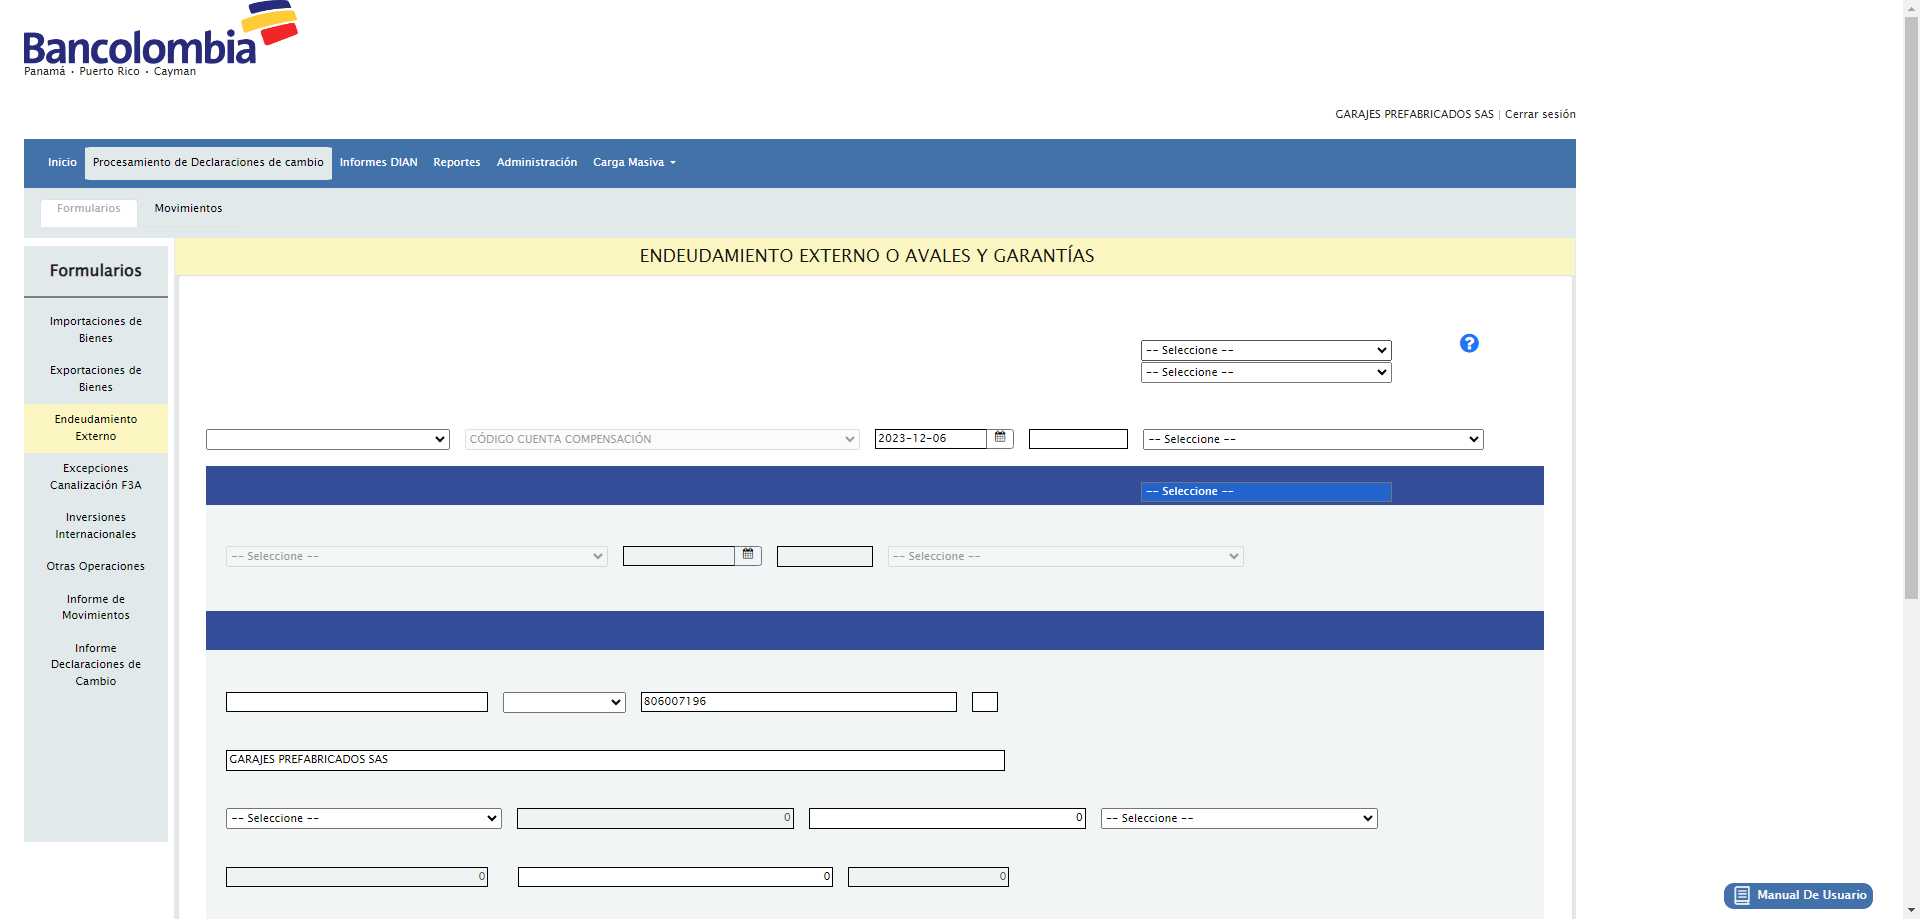 Bancolombia
Panamá • Puerto Rico • Cayman
GARAJES PREFABRICADOS SAS | Cerrar sesión
Inicio
Procesamiento de Declaraciones de cambio
Informes DIAN
Reportes
Administración
Carga Masiva
Formularios
Movimientos
Formularios
Importaciones de
Bienes
Exportaciones de
Bienes
Endeudamiento
Externo
Excepciones
Canalización F3A
Inversiones
Internacionales
Otras Operaciones
Informe de
Movimientos
Informe
Declaraciones de
Cambio
ENDEUDAMIENTO EXTERNO O AVALES Y GARANTÍAS
-- Seleccione --
?
-- Seleccione --
CÓDIGO CUENTA COMPENSACIÓN
2023-12-06
-- Seleccione --
-- Seleccione --
-- Seleccione --
-- Seleccione --
806007196
GARAJES PREFABRICADOS SAS
-- Seleccione --
0
0
-- Seleccione --
0
0
0
Manual De Usuario